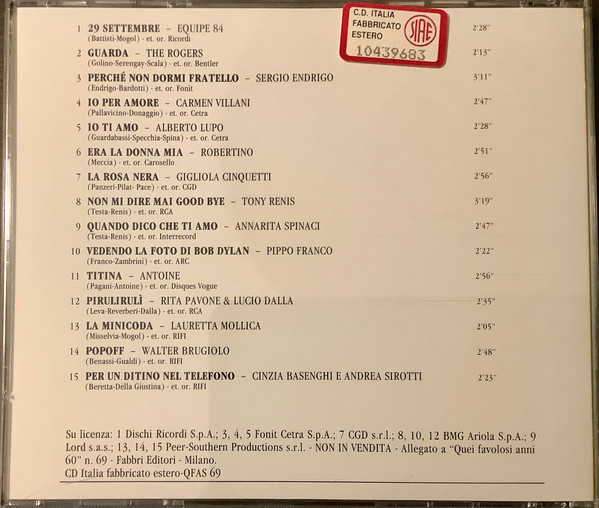 C.D. ITALIA
FABBRICATO
ESTERO
SIAE
10439683
1 29 SETTEMBRE – EQUIPE 84 2'28"
(Battisti-Mogol) - et. or. Ricordi
2 GUARDA – THE ROGERS 2'13"
(Golino-Serengay-Scala) - et. or. Bentler
3 PERCHÉ NON DORMI FRATELLO – SERGIO ENDRIGO 3'11"
(Endrigo-Bardotti) - et. or. Fonit
4 IO PER AMORE – CARMEN VILLANI 2'47"
(Pallavicino-Donaggio) - et. or. Cetra
5 IO TI AMO – ALBERTO LUPO 2'28"
(Guardabassi-Specchia-Spina) - et. or. Cetra
6 ERA LA DONNA MIA – ROBERTINO 2'51"
(Meccia) - et. or. Carosello
7 LA ROSA NERA – GIGLIOLA CINQUETTI 2'56"
(Panzeri-Pilat- Pace) - et. or. CGD
8 NON MI DIRE MAI GOOD BYE – TONY RENIS 3'19"
(Testa-Renis) - et. or. RCA
9 QUANDO DICO CHE TI AMO – ANNARITA SPINACI 2'47"
(Testa-Renis) - et. or. Interrecord
10 VEDENDO LA FOTO DI BOB DYLAN – PIPPO FRANCO 2'22"
(Franco-Zambrini) - et. or. ARC
11 TITINA – ANTOINE 2'56"
(Pagani-Antoine) - et. or. Disques Vogue
12 PIRULIRULÌ – RITA PAVONE & LUCIO DALLA 2'35"
(Leva-Reverberi-Dalla) - et. or. RCA
13 LA MINICODA – LAURETTA MOLLICA 2'05"
(Misselvia-Mogol) - et. or. RIFI
14 POPOFF – WALTER BRUGIOLO 2'48"
(Benassi-Gualdi) - et. or. RIFI
15 PER UN DITINO NEL TELEFONO – CINZIA BASENGHI E ANDREA SIROTTI 2'23"
(Beretta-Della Giustina) - et. or. RIFI
Su licenza: 1 Dischi Ricordi S.p.A.; 3, 4, 5 Fonit Cetra S.p.A.; 7 CGD s.r.l.; 8, 10, 12 BMG Ariola S.p.A.; 9
Lord s.a.s.; 13, 14, 15 Peer-Southern Productions s.r.l. - NON IN VENDITA - Allegato a "Quei favolosi anni
60" n. 69 - Fabbri Editori - Milano.
CD Italia fabbricato estero-QFAS 69